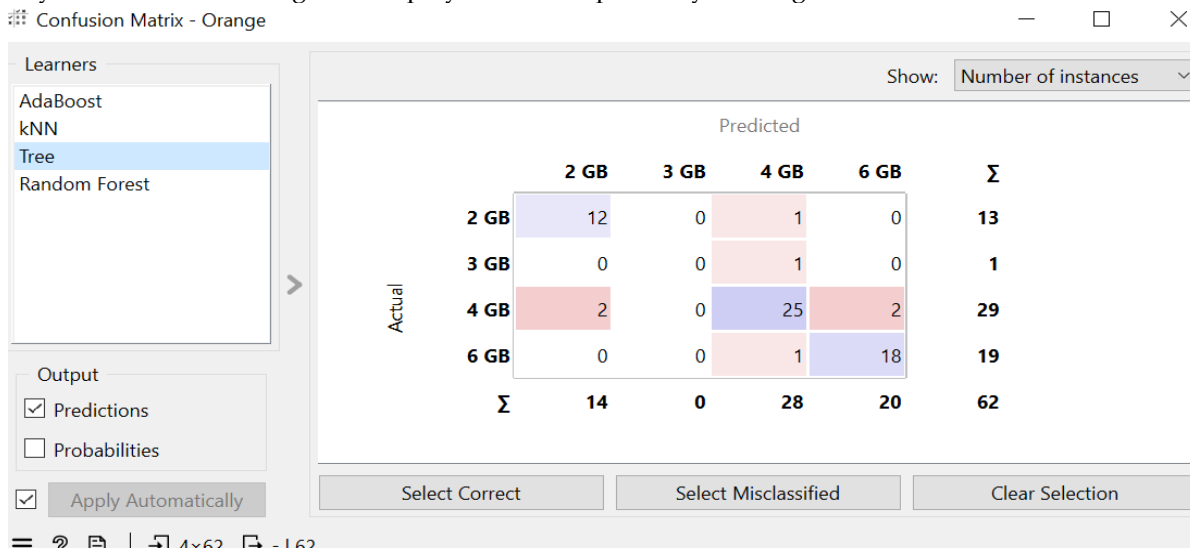 Confusion Matrix - Orange
Learners
AdaBoost
kNN
Tree
Random Forest
Output
Predictions
Probabilities
Apply Automatically
Show: Number of instances
Predicted
2 GB 3 GB 4 GB 6 GB Σ
Actual
2 GB 12 0 1 0 13
3 GB 0 0 1 0 1
4 GB 2 0 25 2 29
6 GB 0 0 1 18 19
Σ 14 0 28 20 62
Select Correct Select Misclassified Clear Selection
4×62 - | 62